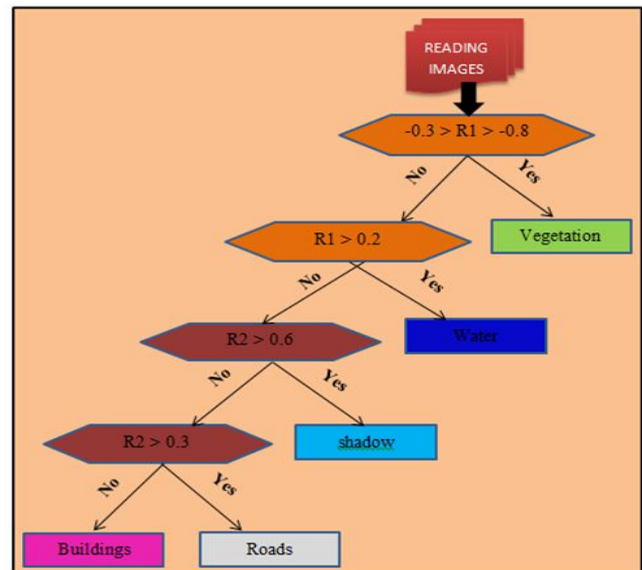 READING
IMAGES
-0.3 > R1 > -0.8
No
Yes
R1 > 0.2
Vegetation
No
Yes
R2 > 0.6
Water
No
Yes
R2 > 0.3
shadow
No
Yes
Buildings
Roads